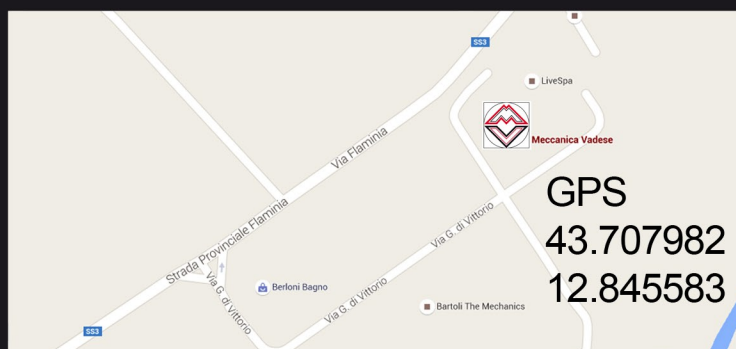 SS3
LiveSpa
Meccanica Vadese
Via Flaminia
GPS
43.707982
12.845583
Strada Provinciale Flaminia
Via G. di Vittorio
Via G. di Vittorio
Berloni Bagno
Via G. di Vittorio
Bartoli The Mechanics
SS3